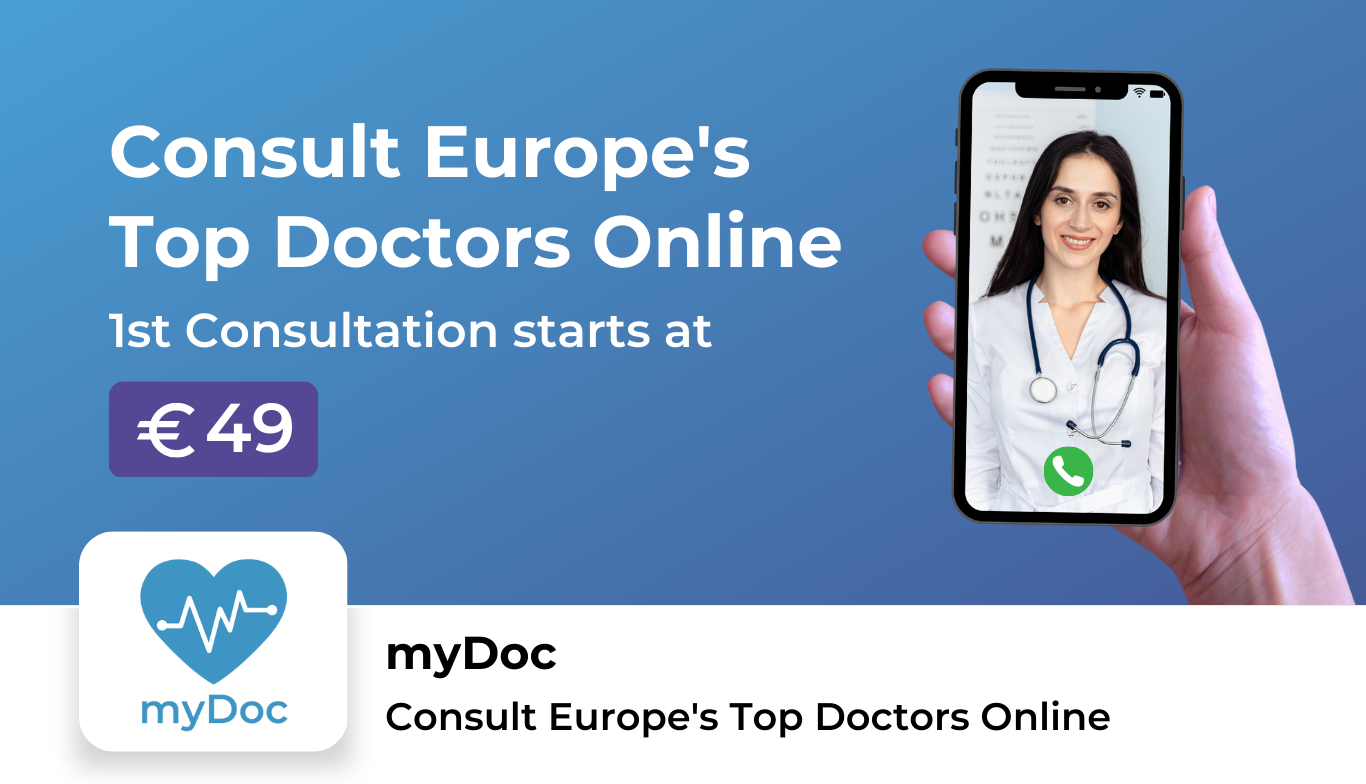 Consult Europe's
Top Doctors Online
1st Consultation starts at
€49
myDoc
myDoc
Consult Europe's Top Doctors Online